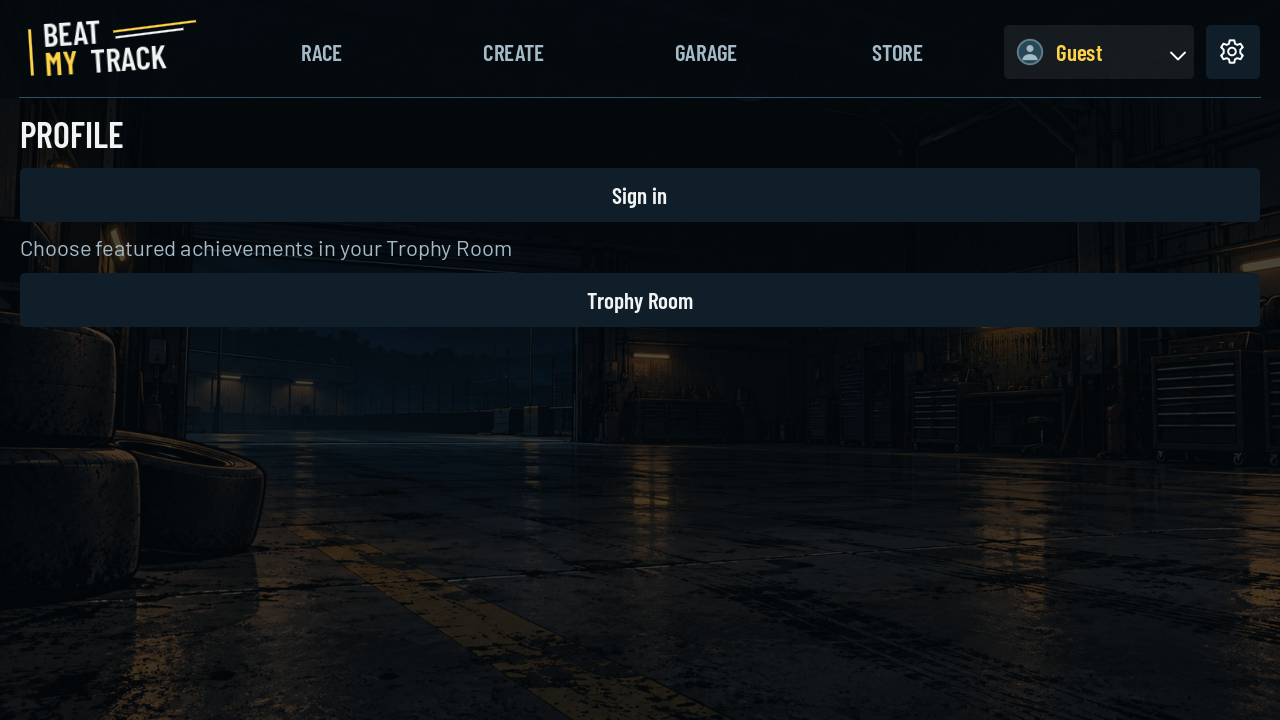 BEAT
MY TRACK
RACE
CREATE
GARAGE
STORE
Guest
PROFILE
Sign in
Choose featured achievements in your Trophy Room
Trophy Room